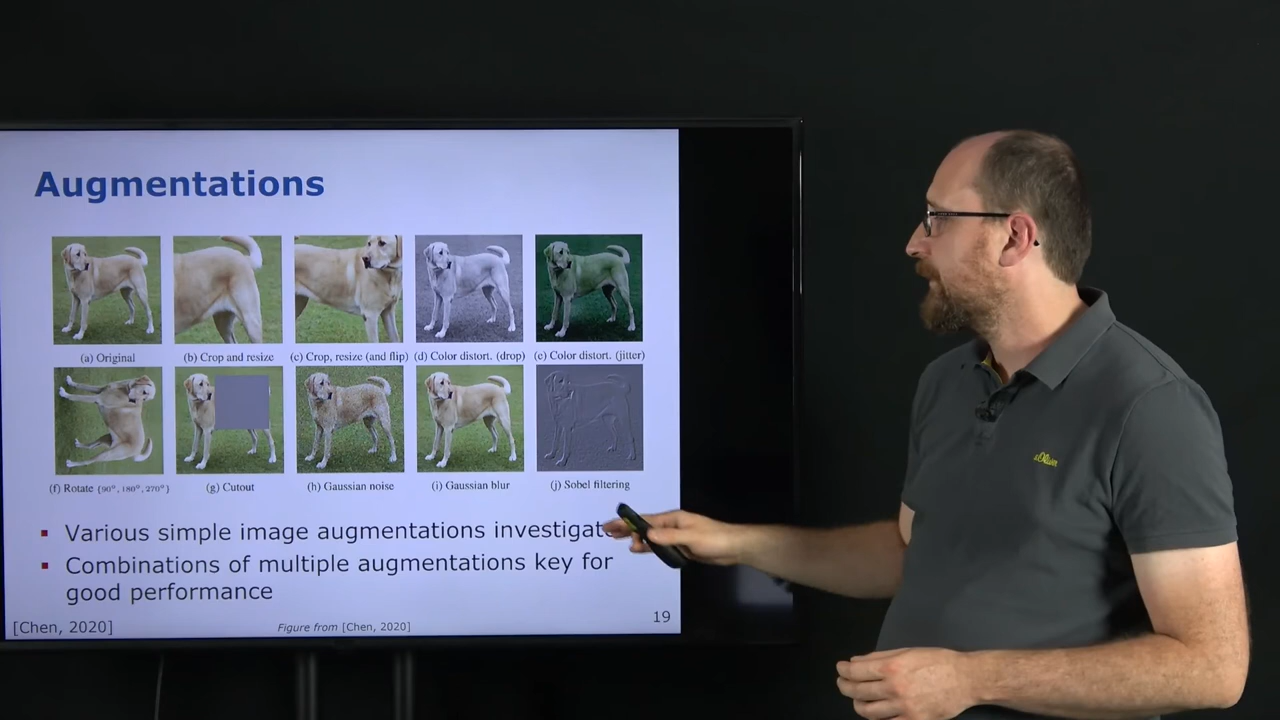 Augmentations
(a) Original
(b) Crop and resize
(c) Crop, resize (and flip)
(d) Color distort. (drop)
(e) Color distort. (jitter)
(f) Rotate {90°, 180°, 270°}
(g) Cutout
(h) Gaussian noise
(i) Gaussian blur
(j) Sobel filtering
▪ Various simple image augmentations investigat
▪ Combinations of multiple augmentations key for
good performance
[Chen, 2020]
Figure from [Chen, 2020]
19
s.Oliver